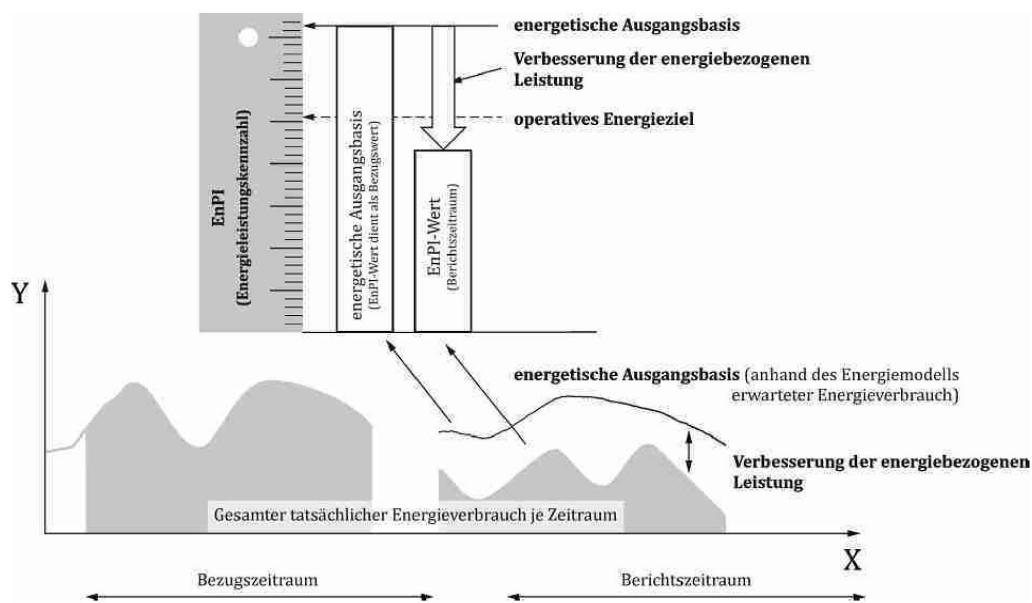 energetische Ausgangsbasis
Verbesserung der energiebezogenen
Leistung
operatives Energieziel
EnPI
(Energieleistungskennzahl)
energetische Ausgangsbasis
(EnPI-Wert dient als Bezugswert)
EnPI-Wert
(Berichtszeitraum)
Y
energetische Ausgangsbasis (anhand des Energiemodells
erwarteter Energieverbrauch)
Verbesserung der energiebezogenen
Leistung
Gesamter tatsächlicher Energieverbrauch je Zeitraum
X
Bezugszeitraum
Berichtszeitraum